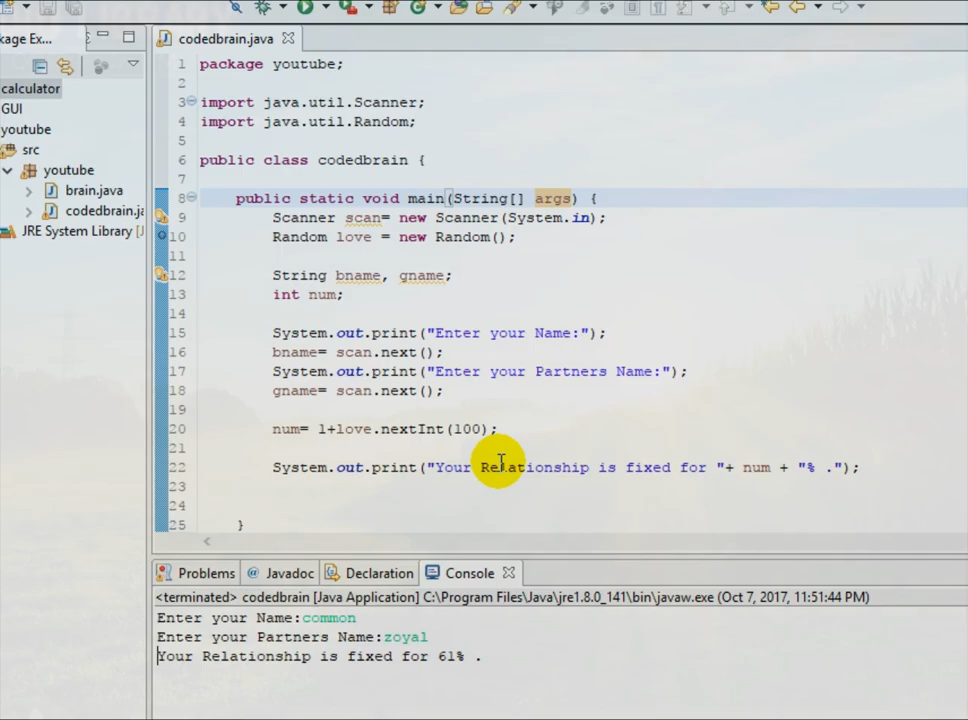 kage Ex...
codedbrain.java
calculator
GUI
youtube
src
youtube
brain.java
codedbrain.ja
JRE System Library [J
1 package youtube;
2
3 import java.util.Scanner;
4 import java.util.Random;
5
6 public class codedbrain {
7
8 public static void main(String[] args) {
9 Scanner scan= new Scanner(System.in);
10 Random love = new Random();
11
12 String bname, gname;
13 int num;
14
15 System.out.print("Enter your Name:");
16 bname= scan.next();
17 System.out.print("Enter your Partners Name:");
18 gname= scan.next();
19
20 num= 1+love.nextInt(100);
21
22 System.out.print("Your Relationship is fixed for "+ num + "% .");
23
24
25 }
Problems @ Javadoc Declaration Console
<terminated> codedbrain [Java Application] C:\Program Files\Java\jre1.8.0_141\bin\javaw.exe (Oct 7, 2017, 11:51:44 PM)
Enter your Name:common
Enter your Partners Name:zoyal
Your Relationship is fixed for 61% .